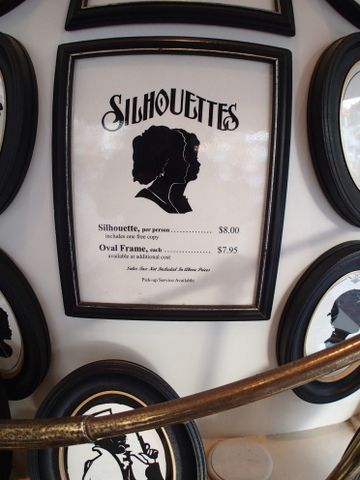 SILHOUETTES
Silhouette, per person ................ $8.00
includes one free copy
Oval Frame, each ................ $7.95
available at additional cost
Sales Tax Not Included In Above Prices
Pick-up Service Available